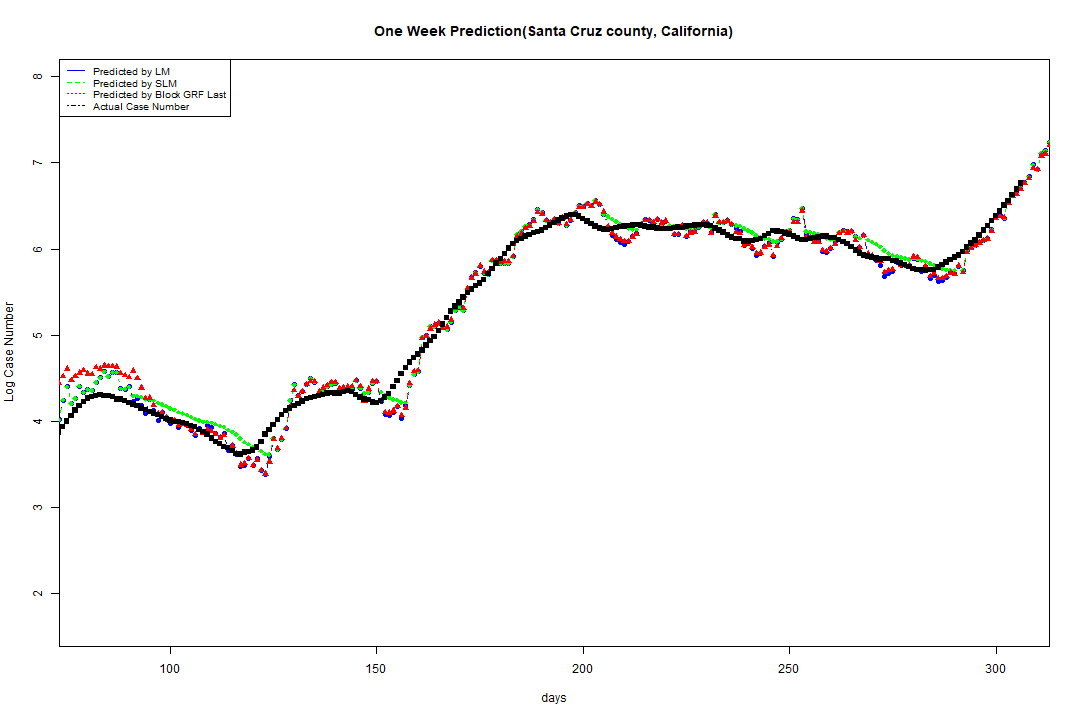 One Week Prediction(Santa Cruz county, California)
Predicted by LM
Predicted by SLM
Predicted by Block GRF Last
Actual Case Number
8
7
6
5
4
3
2
Log Case Number
100 150 200 250 300
days